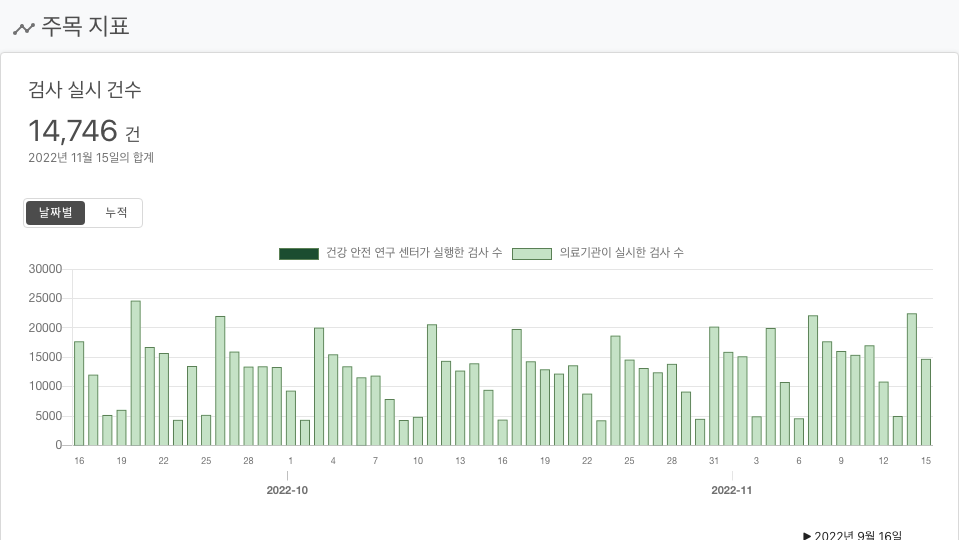 주목 지표
검사 실시 건수
14,746 건
2022년 11월 15일의 합계
날짜별 누적
건강 안전 연구 센터가 실행한 검사 수 의료기관이 실시한 검사 수
30000
25000
20000
15000
10000
5000
0
16 19 22 25 28 1 4 7 10 13 16 19 22 25 28 31 3 6 9 12 15
2022-10 2022-11
▶ 2022년 9월 16일